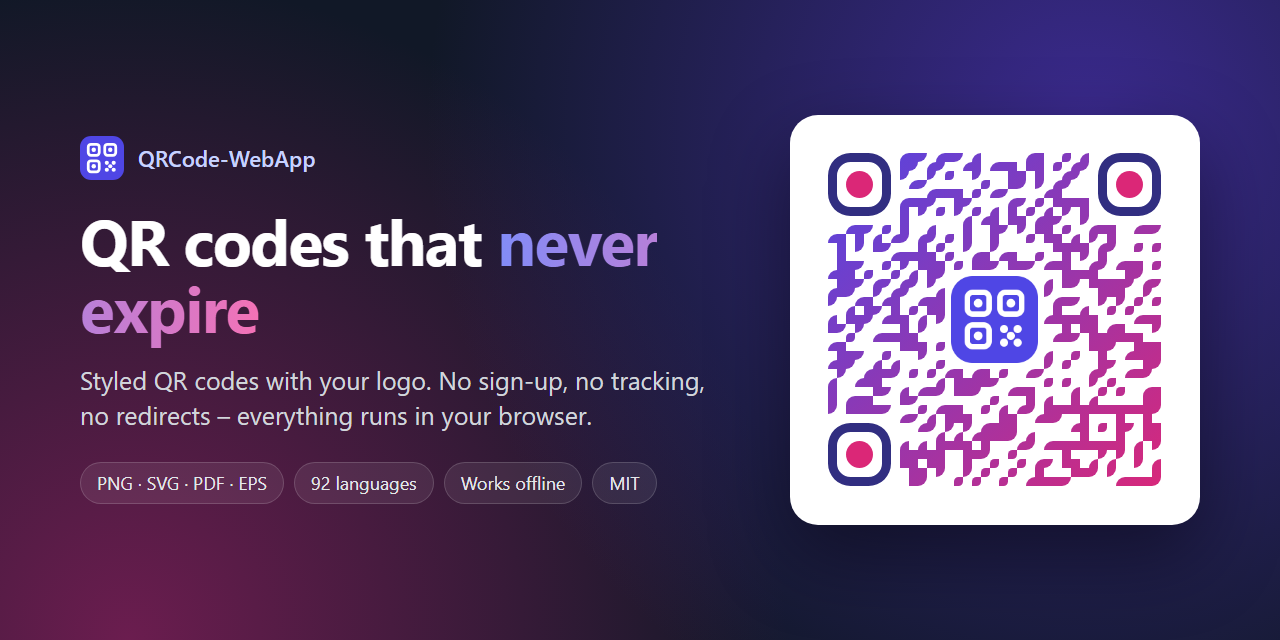 QRCode-WebApp
QR codes that never
expire
Styled QR codes with your logo. No sign-up, no tracking,
no redirects – everything runs in your browser.
PNG · SVG · PDF · EPS
92 languages
Works offline
MIT